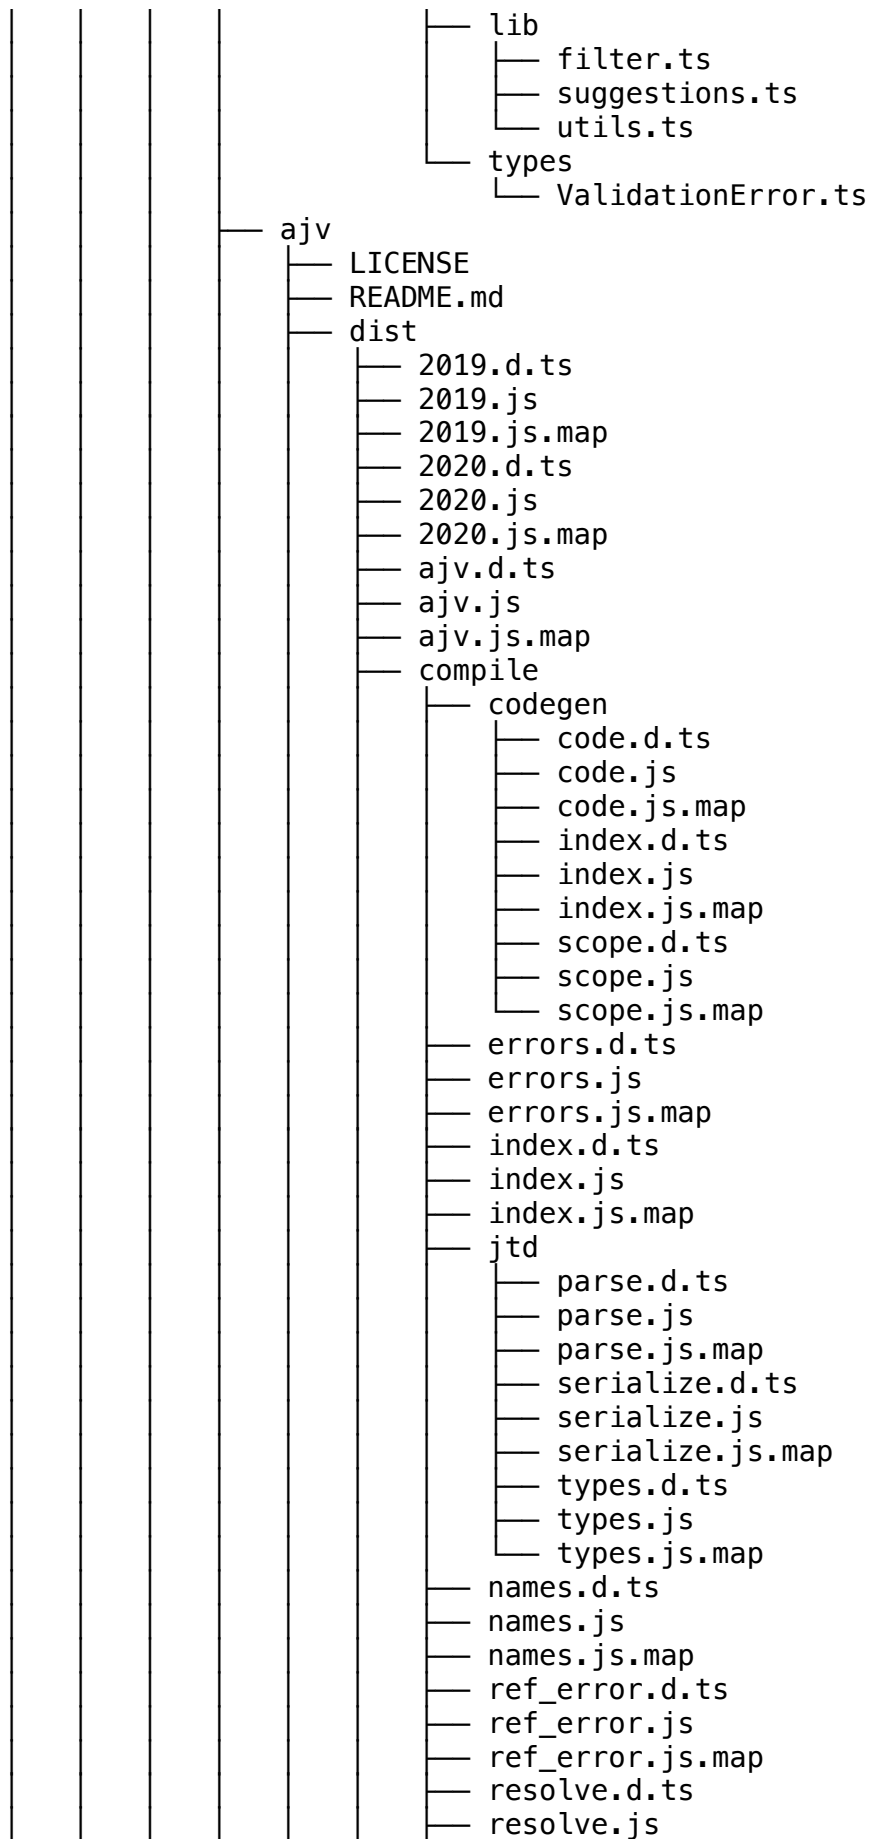 │   │   │   │           ├── lib
│   │   │   │           │   ├── filter.ts
│   │   │   │           │   ├── suggestions.ts
│   │   │   │           │   └── utils.ts
│   │   │   │           └── types
│   │   │   │               └── ValidationError.ts
│   │   │   ├── ajv
│   │   │   │   ├── LICENSE
│   │   │   │   ├── README.md
│   │   │   │   ├── dist
│   │   │   │   │   ├── 2019.d.ts
│   │   │   │   │   ├── 2019.js
│   │   │   │   │   ├── 2019.js.map
│   │   │   │   │   ├── 2020.d.ts
│   │   │   │   │   ├── 2020.js
│   │   │   │   │   ├── 2020.js.map
│   │   │   │   │   ├── ajv.d.ts
│   │   │   │   │   ├── ajv.js
│   │   │   │   │   ├── ajv.js.map
│   │   │   │   │   ├── compile
│   │   │   │   │   │   ├── codegen
│   │   │   │   │   │   │   ├── code.d.ts
│   │   │   │   │   │   │   ├── code.js
│   │   │   │   │   │   │   ├── code.js.map
│   │   │   │   │   │   │   ├── index.d.ts
│   │   │   │   │   │   │   ├── index.js
│   │   │   │   │   │   │   ├── index.js.map
│   │   │   │   │   │   │   ├── scope.d.ts
│   │   │   │   │   │   │   ├── scope.js
│   │   │   │   │   │   │   └── scope.js.map
│   │   │   │   │   │   ├── errors.d.ts
│   │   │   │   │   │   ├── errors.js
│   │   │   │   │   │   ├── errors.js.map
│   │   │   │   │   │   ├── index.d.ts
│   │   │   │   │   │   ├── index.js
│   │   │   │   │   │   ├── index.js.map
│   │   │   │   │   │   ├── jtd
│   │   │   │   │   │   │   ├── parse.d.ts
│   │   │   │   │   │   │   ├── parse.js
│   │   │   │   │   │   │   ├── parse.js.map
│   │   │   │   │   │   │   ├── serialize.d.ts
│   │   │   │   │   │   │   ├── serialize.js
│   │   │   │   │   │   │   ├── serialize.js.map
│   │   │   │   │   │   │   ├── types.d.ts
│   │   │   │   │   │   │   ├── types.js
│   │   │   │   │   │   │   └── types.js.map
│   │   │   │   │   │   ├── names.d.ts
│   │   │   │   │   │   ├── names.js
│   │   │   │   │   │   ├── names.js.map
│   │   │   │   │   │   ├── ref_error.d.ts
│   │   │   │   │   │   ├── ref_error.js
│   │   │   │   │   │   ├── ref_error.js.map
│   │   │   │   │   │   ├── resolve.d.ts
│   │   │   │   │   │   ├── resolve.js